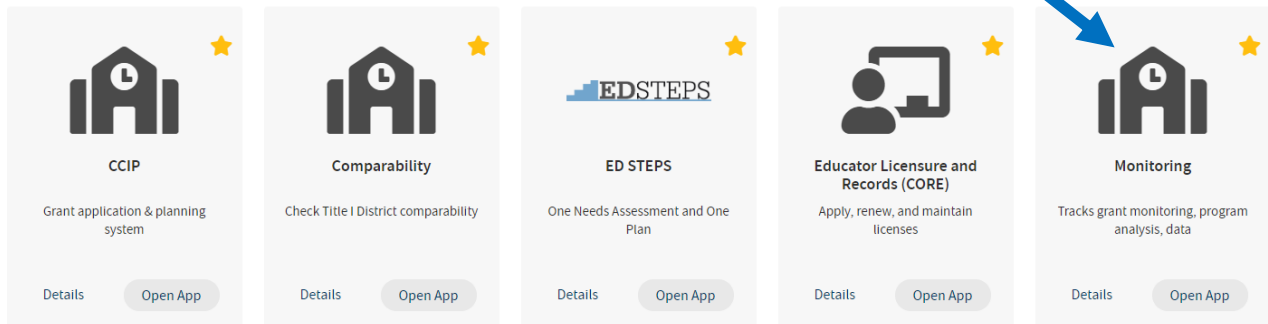 CCIP
Grant application & planning
system
Details
Open App
Comparability
Check Title I District comparability
Details
Open App
EDSTEPS
ED STEPS
One Needs Assessment and One
Plan
Details
Open App
Educator Licensure and
Records (CORE)
Apply, renew, and maintain
licenses
Details
Open App
Monitoring
Tracks grant monitoring, program
analysis, data
Details
Open App